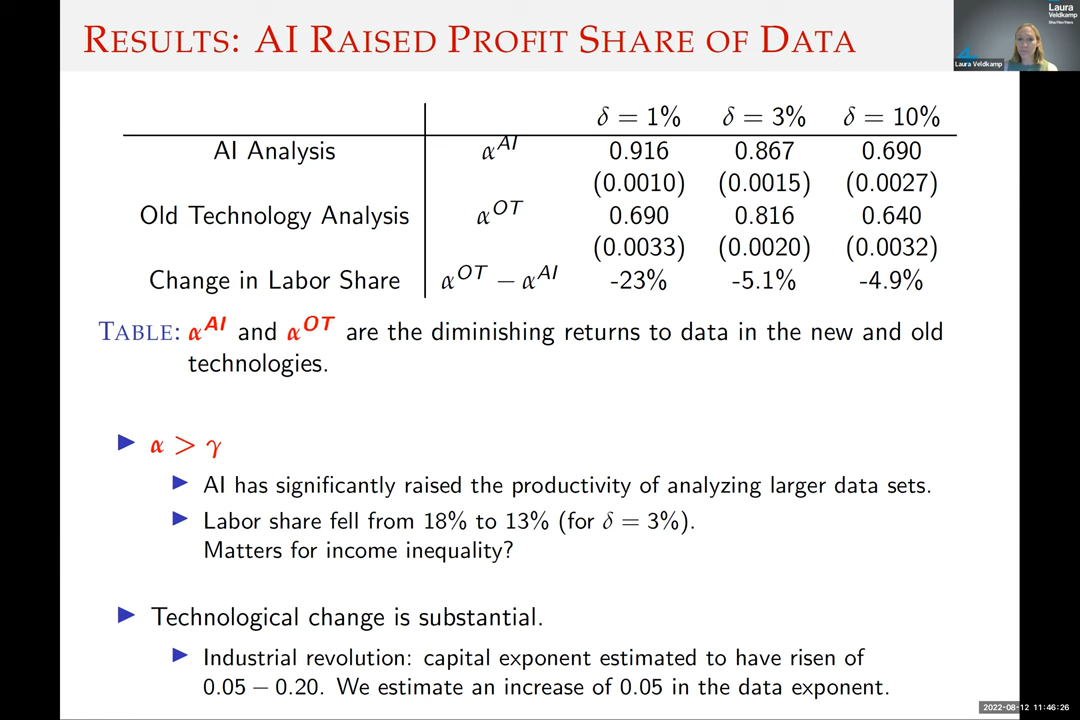 RESULTS: AI RAISED PROFIT SHARE OF DATA
Laura
Veldkamp
Laura Veldkamp
δ = 1% δ = 3% δ = 10%
AI Analysis α^AI 0.916 0.867 0.690
(0.0010) (0.0015) (0.0027)
Old Technology Analysis α^OT 0.690 0.816 0.640
(0.0033) (0.0020) (0.0032)
Change in Labor Share α^OT − α^AI -23% -5.1% -4.9%
TABLE: α^AI and α^OT are the diminishing returns to data in the new and old
technologies.
α > γ
AI has significantly raised the productivity of analyzing larger data sets.
Labor share fell from 18% to 13% (for δ = 3%).
Matters for income inequality?
Technological change is substantial.
Industrial revolution: capital exponent estimated to have risen of
0.05 − 0.20. We estimate an increase of 0.05 in the data exponent.
2022-08-12 11:46:26